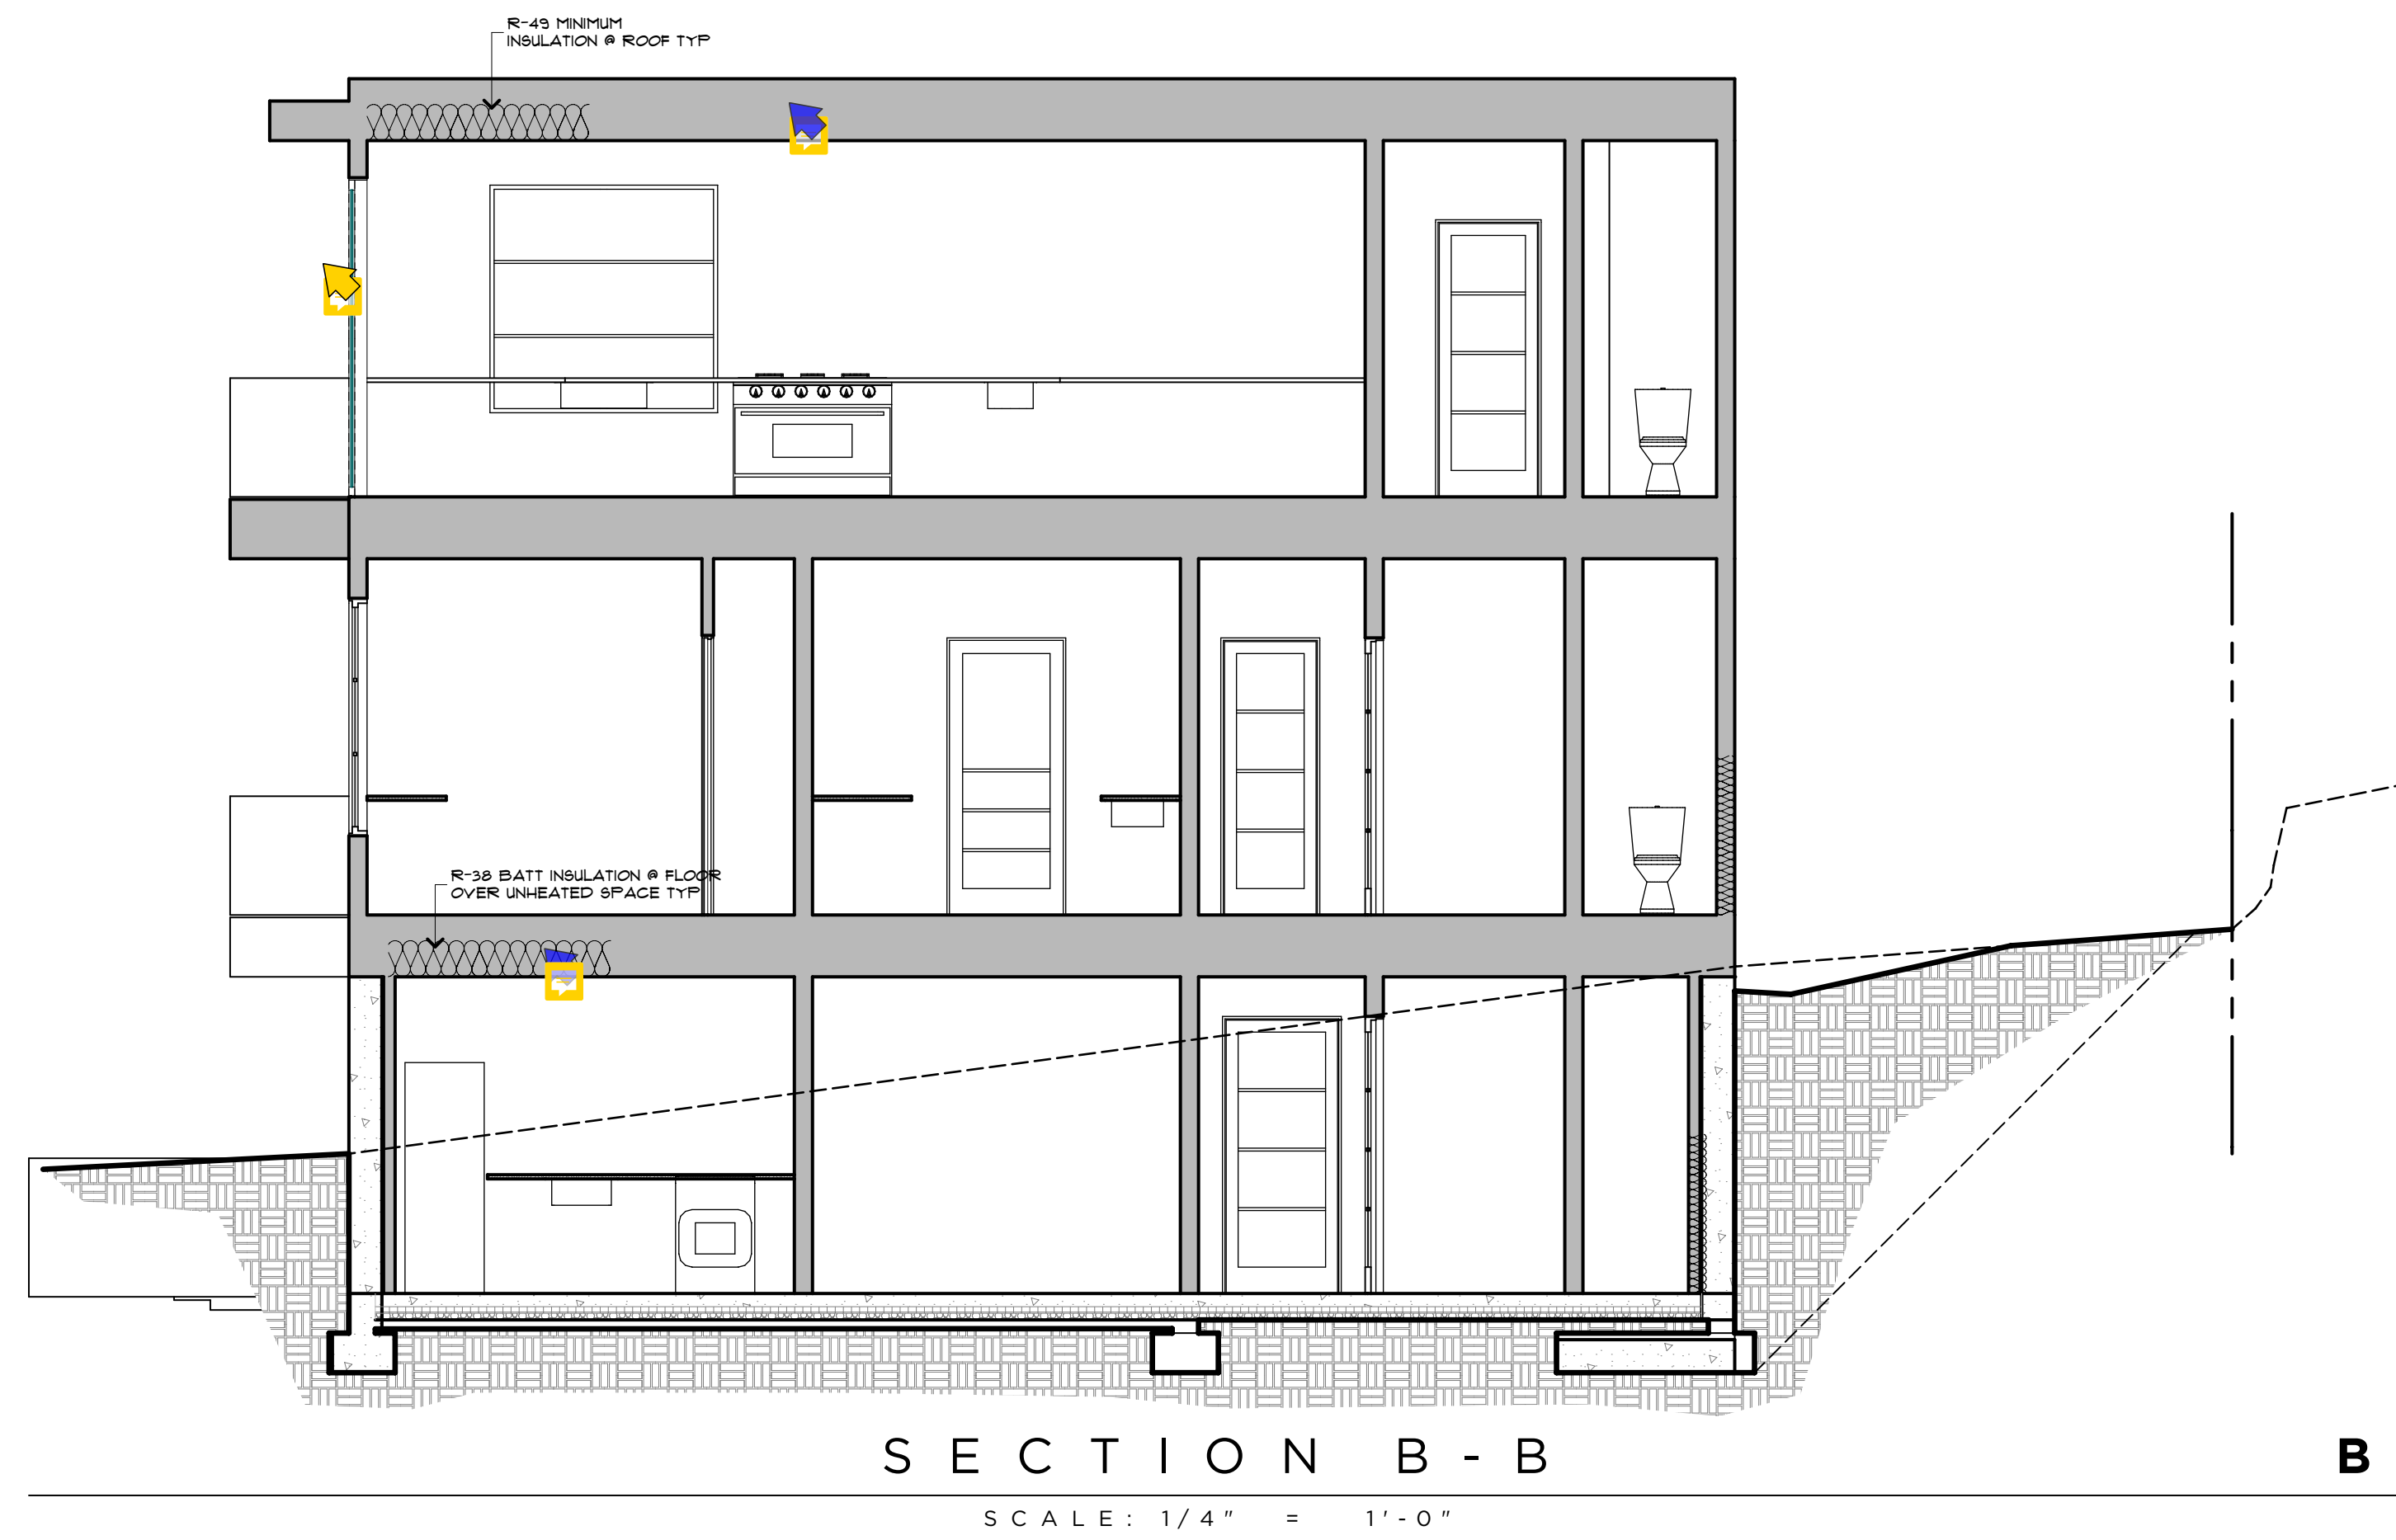 R-49 MINIMUM
INSULATION @ ROOF TYP
R-38 BATT INSULATION @ FLOOR
OVER UNHEATED SPACE TYP
SECTION B-B
B
SCALE: 1/4" = 1'-0"